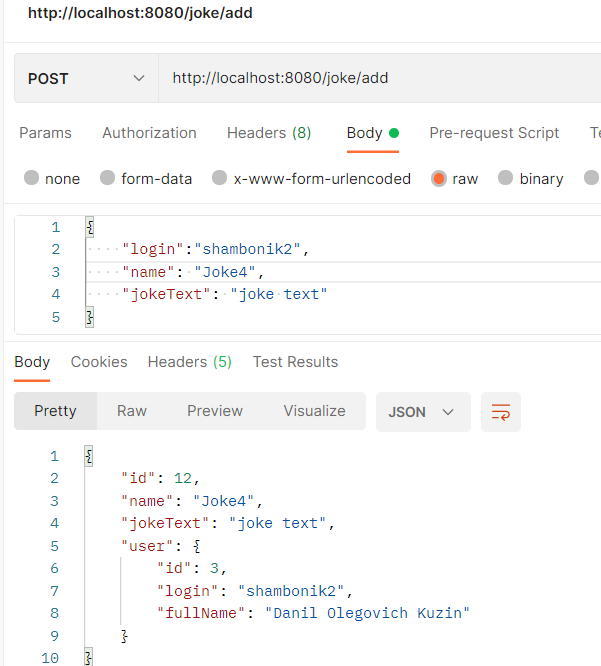 http://localhost:8080/joke/add
POST http://localhost:8080/joke/add
Params Authorization Headers (8) Body Pre-request Script
none form-data x-www-form-urlencoded raw binary
1 {
2 "login":"shambonik2",
3 "name": "Joke4",
4 "jokeText": "joke text"
5 }
Body Cookies Headers (5) Test Results
Pretty Raw Preview Visualize JSON
1 {
2 "id": 12,
3 "name": "Joke4",
4 "jokeText": "joke text",
5 "user": {
6 "id": 3,
7 "login": "shambonik2",
8 "fullName": "Danil Olegovich Kuzin"
9 }
10 }